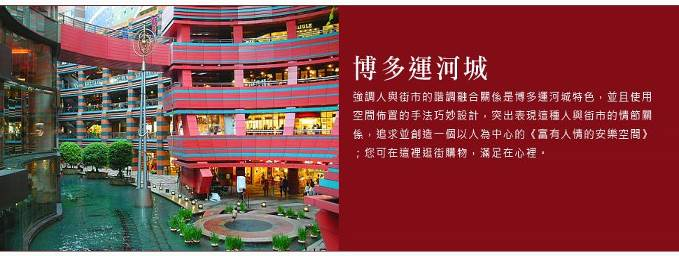 博多運河城
強調人與街市的諧調融合關係是博多運河城特色，並且使用
空間佈置的手法巧妙設計，突出表現這種人與街市的情節關
係，追求並創造一個以人為中心的《富有人情的安樂空間》
；您可在這裡逛街購物，滿足在心裡。